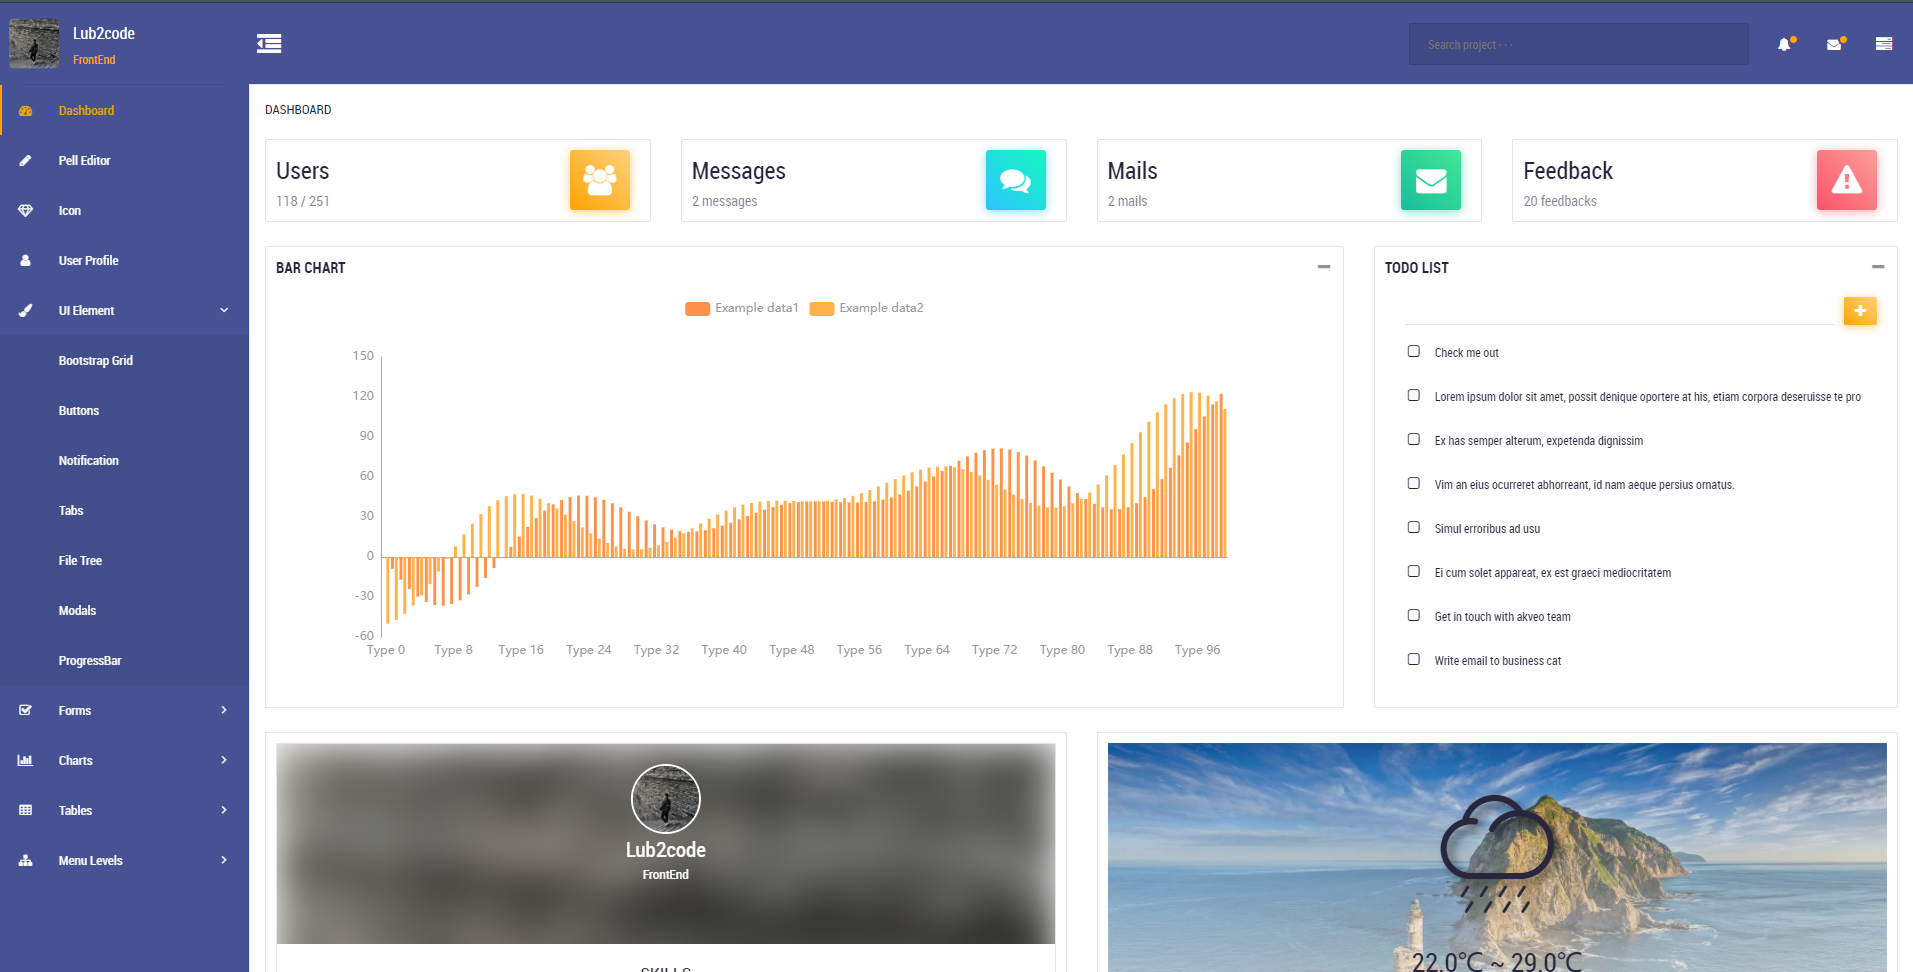 Lub2code
FrontEnd
Search project · · ·
Dashboard
Pell Editor
Icon
User Profile
UI Element
Bootstrap Grid
Buttons
Notification
Tabs
File Tree
Modals
ProgressBar
Forms
Charts
Tables
Menu Levels
DASHBOARD
Users
118 / 251
Messages
2 messages
Mails
2 mails
Feedback
20 feedbacks
BAR CHART
Example data1 Example data2
150
120
90
60
30
0
-30
-60
Type 0 Type 8 Type 16 Type 24 Type 32 Type 40 Type 48 Type 56 Type 64 Type 72 Type 80 Type 88 Type 96
TODO LIST
Check me out
Lorem ipsum dolor sit amet, possit denique oportere at his, etiam corpora deseruisse te pro
Ex has semper alterum, expetenda dignissim
Vim an eius ocurreret abhorreant, id nam aeque persius ornatus.
Simul erroribus ad usu
Ei cum solet appareat, ex est graeci mediocritatem
Get in touch with akveo team
Write email to business cat
Lub2code
FrontEnd
SKILLS
22.0℃ ~ 29.0℃